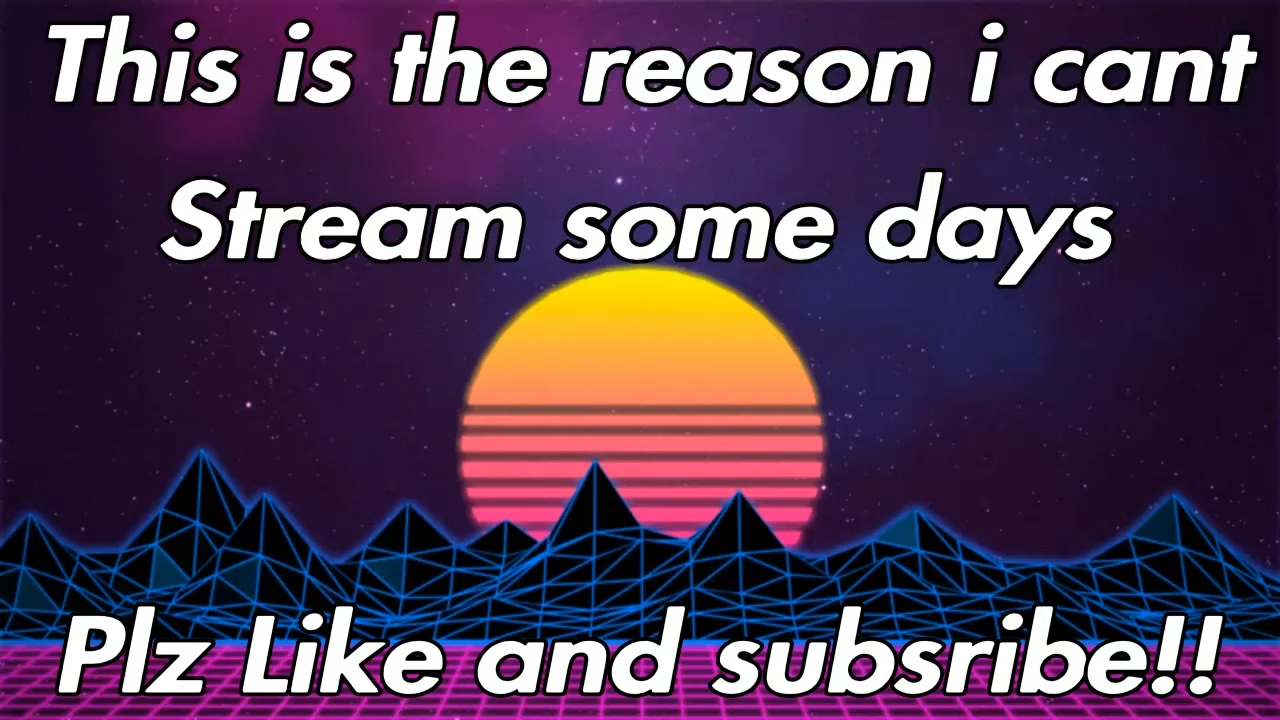 This is the reason i cant
Stream some days
Plz Like and subsribe!!